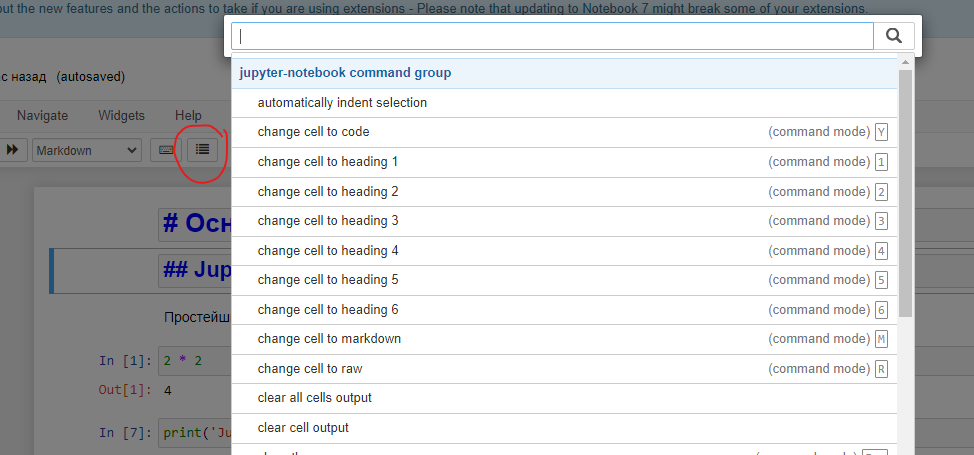 out the new features and the actions to take if you are using extensions - Please note that updating to Notebook 7 might break some of your extensions.
с назад (autosaved)
Navigate Widgets Help
Markdown
jupyter-notebook command group
automatically indent selection
change cell to code (command mode) Y
change cell to heading 1 (command mode) 1
change cell to heading 2 (command mode) 2
change cell to heading 3 (command mode) 3
change cell to heading 4 (command mode) 4
change cell to heading 5 (command mode) 5
change cell to heading 6 (command mode) 6
change cell to markdown (command mode) M
change cell to raw (command mode) R
clear all cells output
clear cell output
# Осн
## Jup
Простейш
In [1]: 2 * 2
Out[1]: 4
In [7]: print('Ju